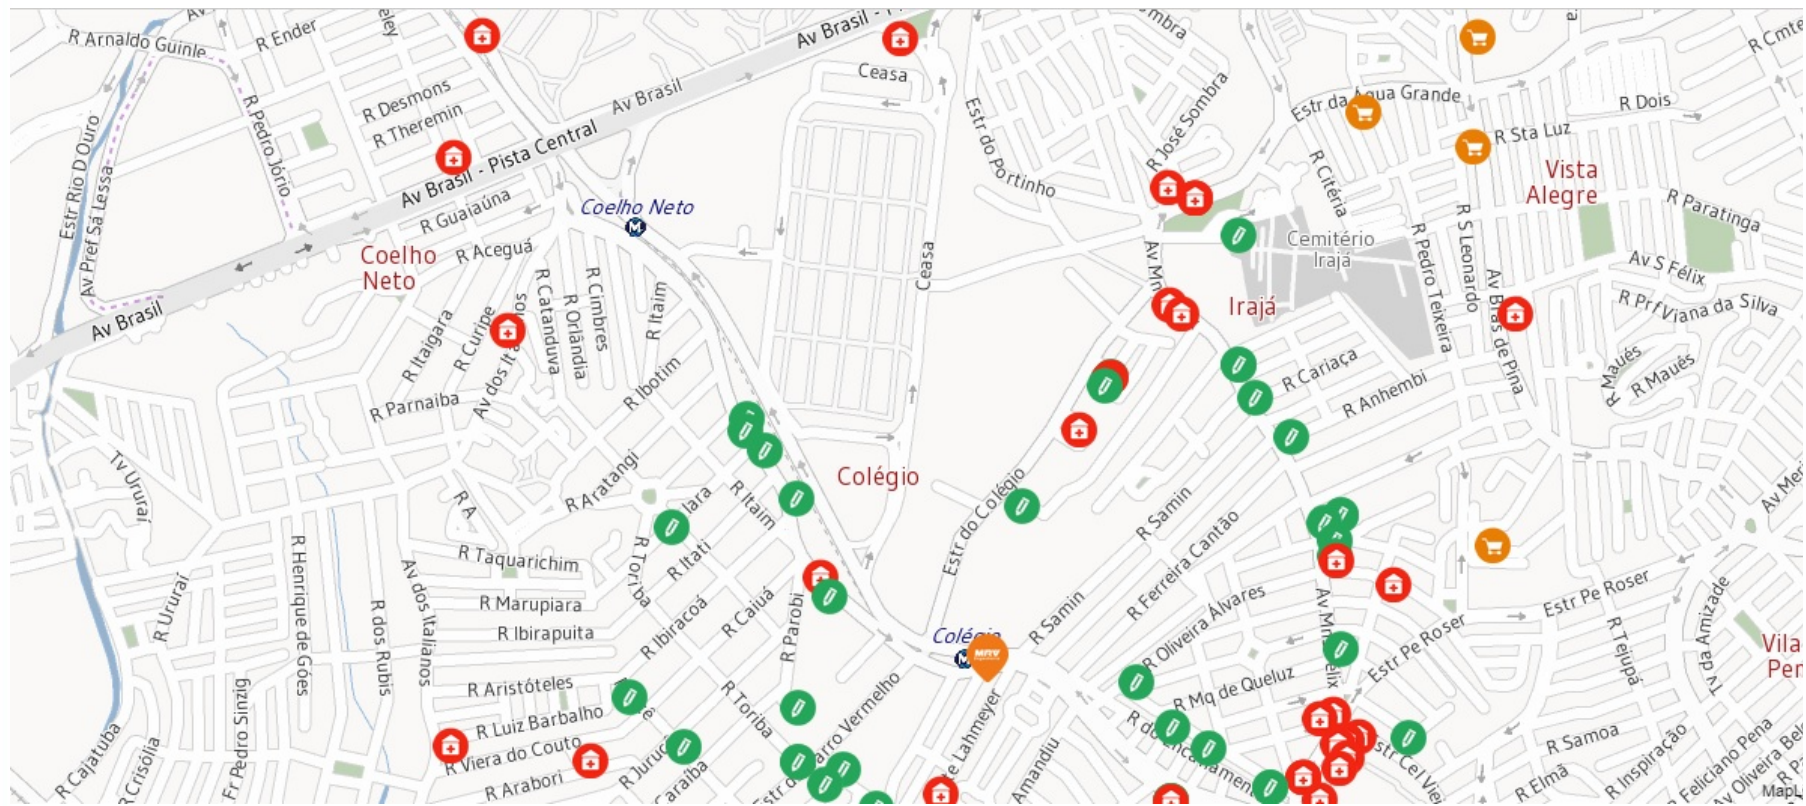 R Arnaldo Guinle
R Ender
Av Brasil
Ceasa
R Desmons
R Theremin
Av Brasil - Pista Central
Estr Rio D'Ouro
Av Pref Sá Lessa
R Pedro Jório
R Guaiaúna
Coelho Neto
Coelho
Neto
R Aceguá
Av Brasil
R Itaigara
R Curipe
R Catanduva
R Orlândia
R Cimbres
R Itaim
R Ibotim
R Parnaiba
Ceasa
Estr do Portinho
R José Sombra
Estr da Água Grande
R Dois
R Sta Luz
Vista
Alegre
R Citéria
R Paratinga
Cemitério
Irajá
R Pedro Teixeira
R S Leonardo
Av Brás de Pina
Av S Félix
R Prf Viana da Silva
Irajá
R Maués
R Maués
R Cariaça
R Anhembi
Colégio
Tv Ururaí
R A
R Aratangi
R Itaim
R Itati
R Toriba
R Taquarichim
R Marupiara
R Ibirapuita
R Henrique de Góes
R dos Rubis
Av dos Italianos
R Ururaí
R Ibiracoá
R Caiuá
R Parobi
Estr do Colégio
R Samin
R Ferreira Cantão
R Samin
R Oliveira Álvares
R Mq de Queluz
Estr Pe Roser
Estr Pe Roser
R Tejupá
Tv da Amizade
MRV
R Aristóteles
R Luiz Barbalho
R Viera do Couto
R Arabori
R Toriba
R Cajatuba
R Crisólia
Fr Pedro Sinzig
R Amandiu
R Samoa
R Elmã
R Inspiração